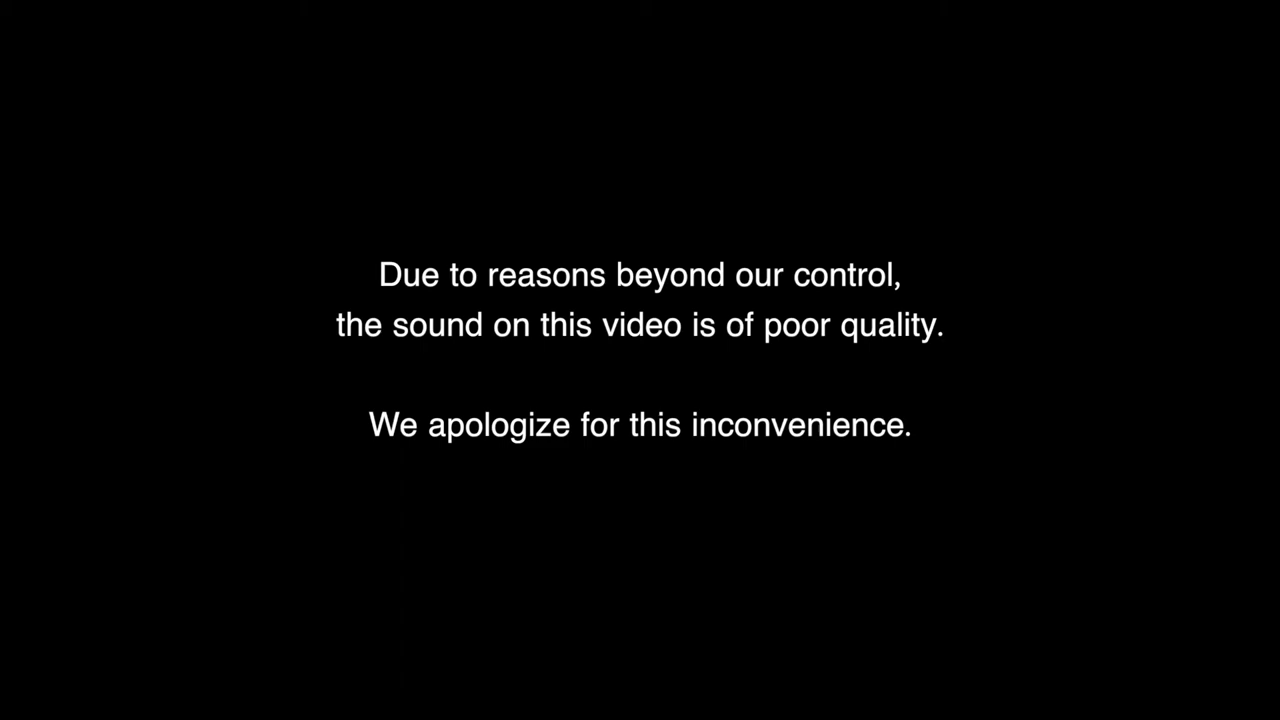 Due to reasons beyond our control,
the sound on this video is of poor quality.
We apologize for this inconvenience.